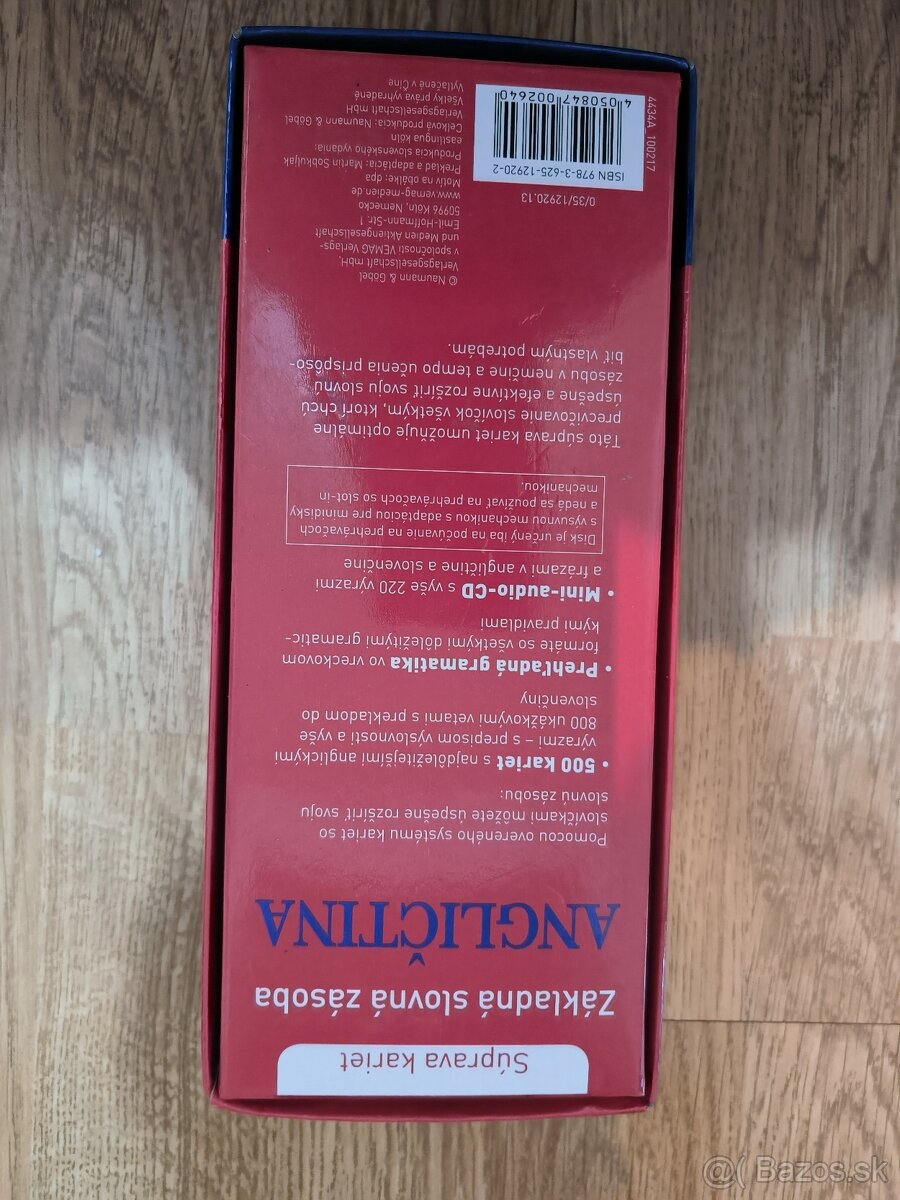 Súprava kariet
Základná slovná zásoba
ANGLIČTINA
Pomocou overeného systému kariet so
slovíčkami môžete úspešne rozšíriť svoju
slovnú zásobu:
• 500 kariet s najdôležitejšími anglickými
výrazmi – s prepisom výslovnosti a vyše
800 ukážkovými vetami s prekladom do
slovenčiny
• Prehľadná gramatika vo vreckovom
formáte so všetkými dôležitými gramatic-
kými pravidlami
• Mini-audio-CD s vyše 220 výrazmi
a frázami v angličtine a slovenčine
Disk je určený iba na počúvanie na prehrávačoch
s výsuvnou mechanikou s adaptáciou pre minidisky
a nedá sa používať na prehrávačoch so slot-in
mechanikou.
Táto súprava kariet umožňuje optimálne
precvičovanie slovíčok všetkým, ktorí chcú
úspešne a efektívne rozšíriť svoju slovnú
zásobu v nemčine a tempo učenia prispôso-
biť vlastným potrebám.
© Naumann & Göbel
Verlagsgesellschaft mbH,
v spoločnosti VEMAG Verlags-
und Medien Aktiengesellschaft
Emil-Hoffmann-Str. 1
50996 Köln, Nemecko
www.vemag-medien.de
Motív na obálke: dpa
Preklad a adaptácia: Martin Sobkuljak
Produkcia slovenského vydania:
eastlingua köln
Celková produkcia: Naumann & Göbel
Verlagsgesellschaft mbH
Všetky práva vyhradené
Vytlačené v Číne
0/35/12920.13
ISBN 978-3-625-12920-2
4 050847 002640
4434A 100217
@( Bazos.sk